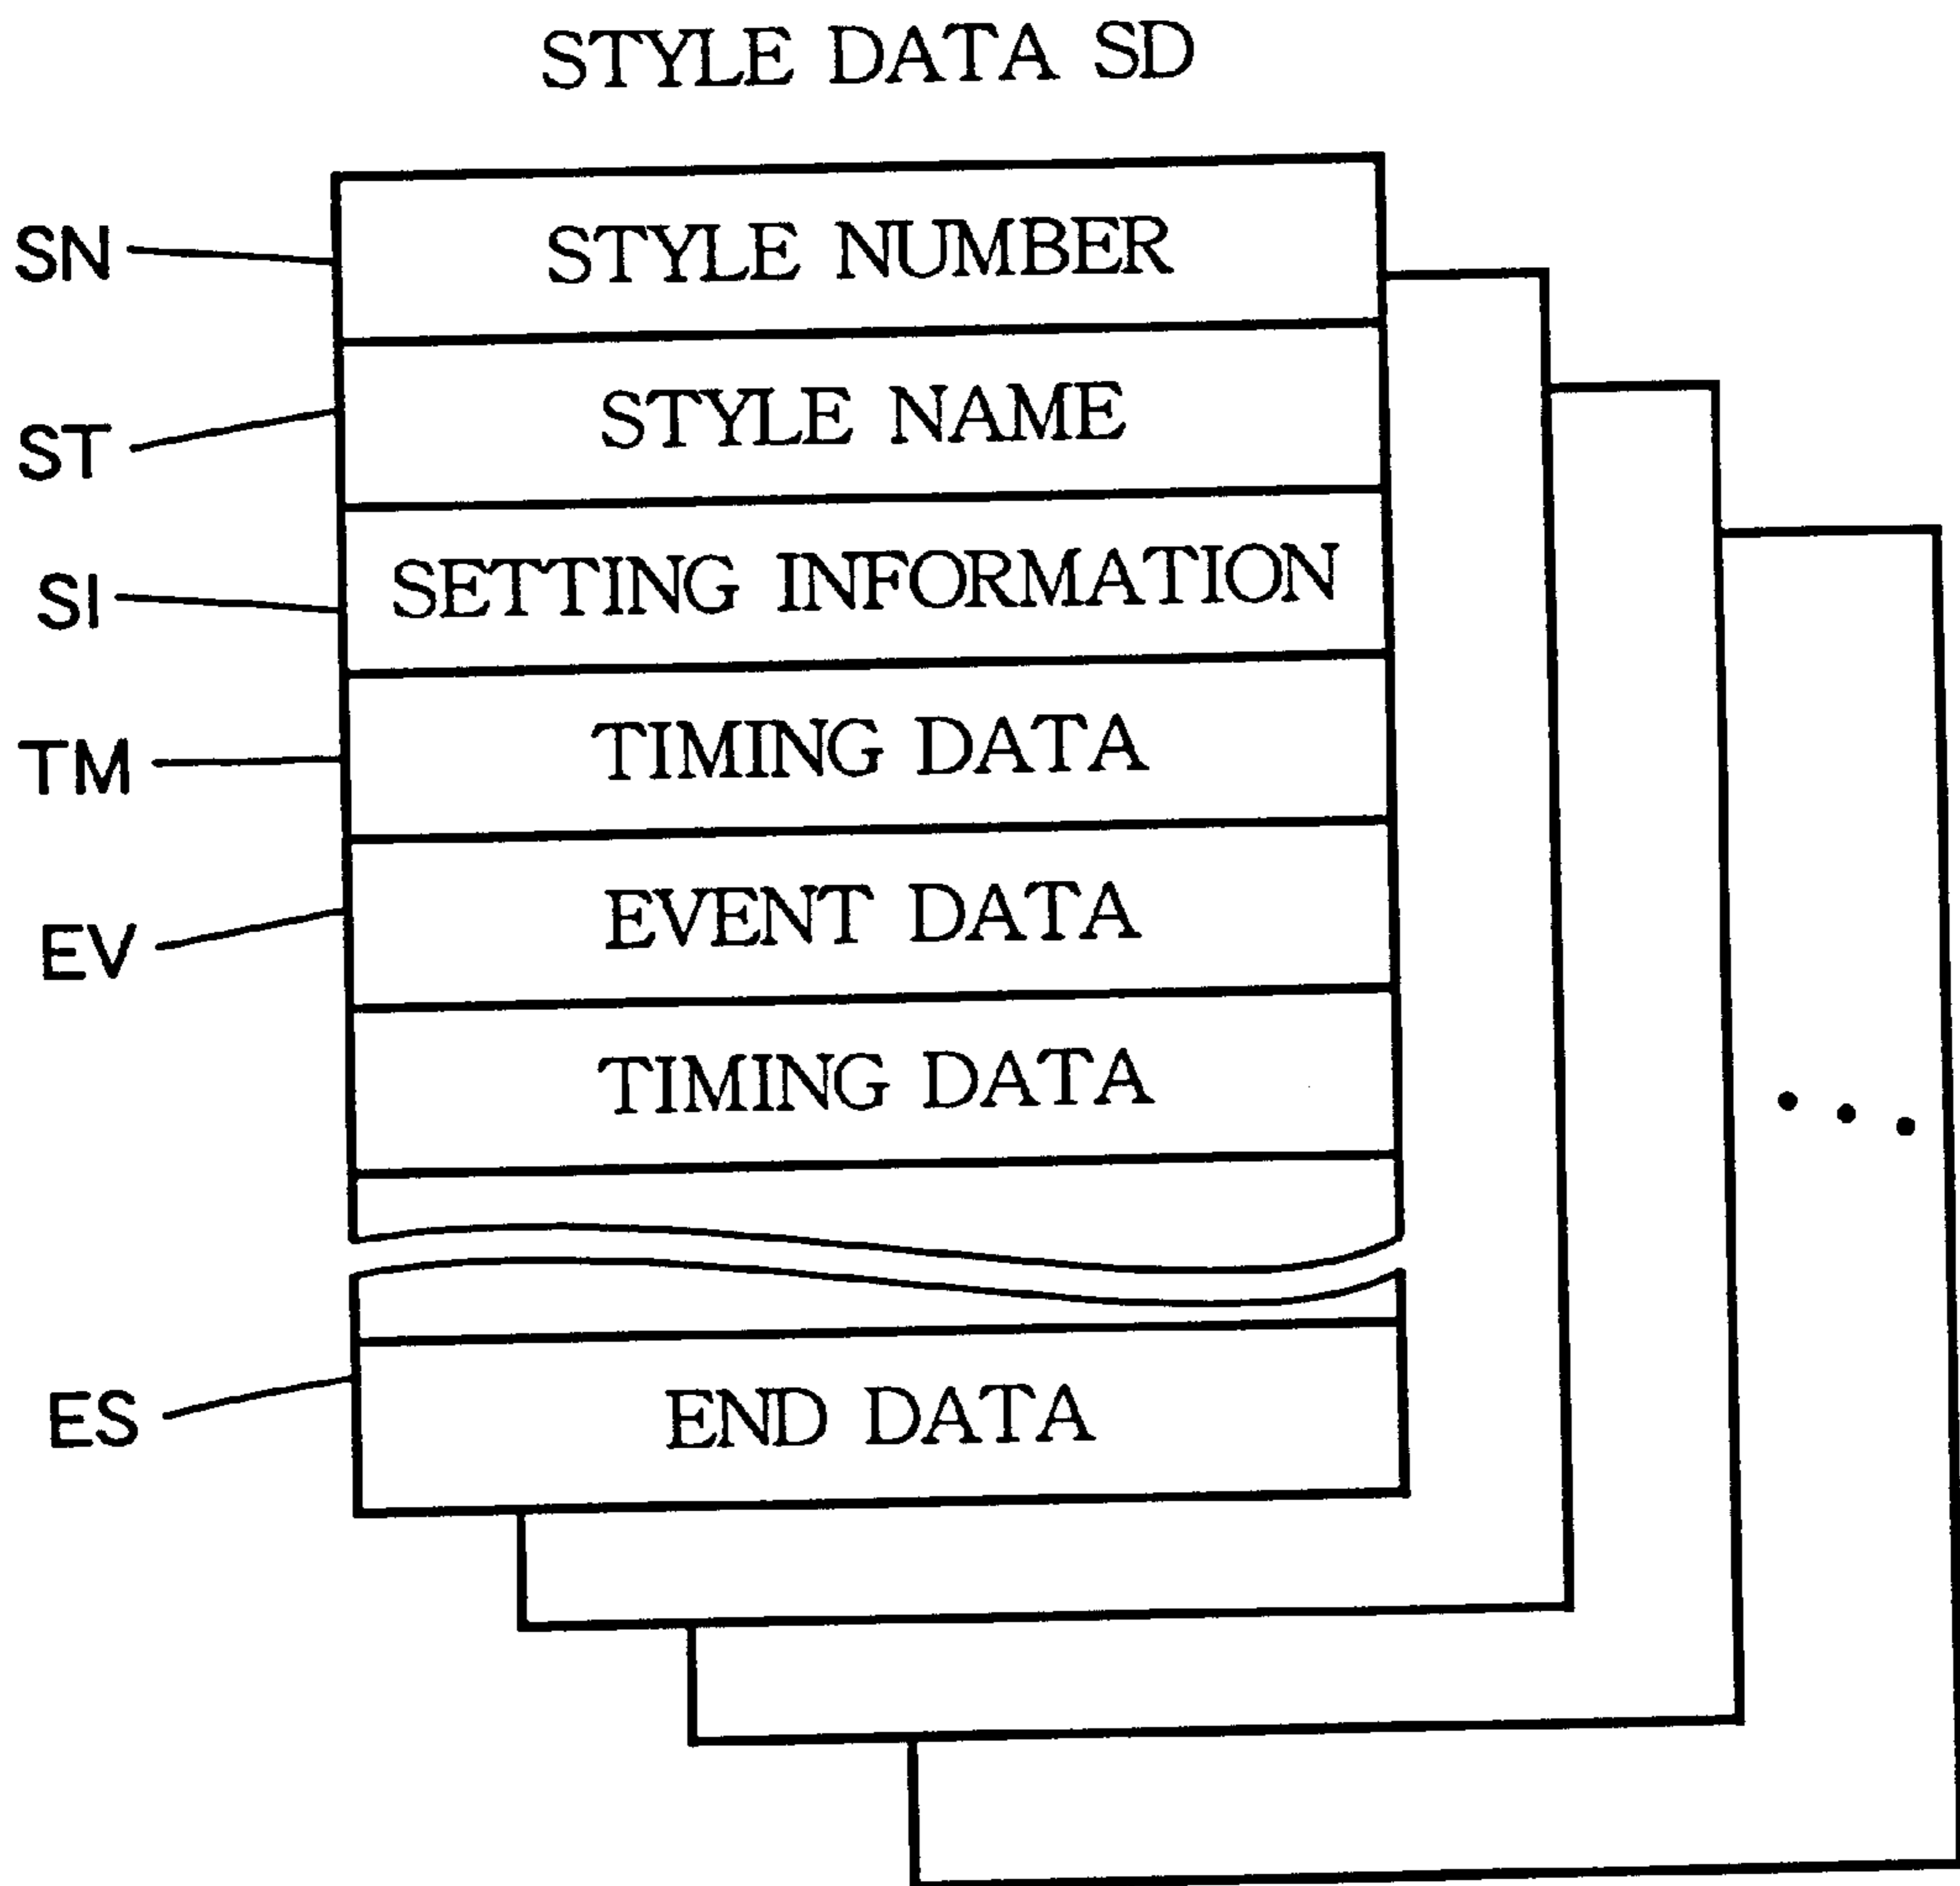 STYLE DATA SD
SN
STYLE NUMBER
ST
STYLE NAME
SI
SETTING INFORMATION
TM
TIMING DATA
EV
EVENT DATA
TIMING DATA
ES
END DATA